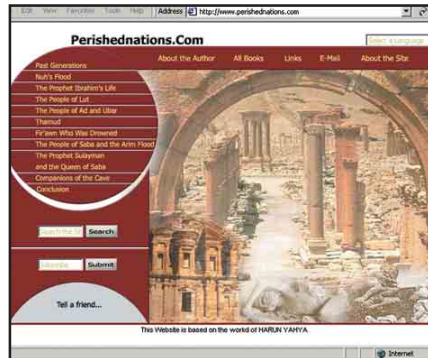 Edit View Favorites Tools Help Address http://www.perishednations.com
Perishednations.Com
Select a Language
About the Author All Books Links E-Mail About the Site
Past Generations
Nuh's Flood
The Prophet Ibrahim's Life
The People of Lut
The People of Ad and Ubar
Thamud
Fir'awn Who Was Drowned
The People of Saba and the Arim Flood
The Prophet Sulayman
and the Queen of Saba
Companions of the Cave
Conclusion
Search the Search
Subscribe Submit
Tell a friend...
This Website is based on the world of HARUN YAHYA
Internet